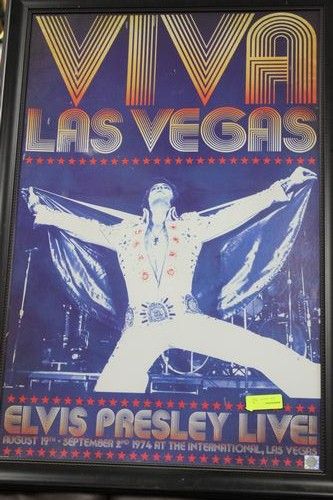 VIVA
LAS VEGAS
ELVIS PRESLEY LIVE!
AUGUST 19TH - SEPTEMBER 2ND 1974 AT THE INTERNATIONAL, LAS VEGAS